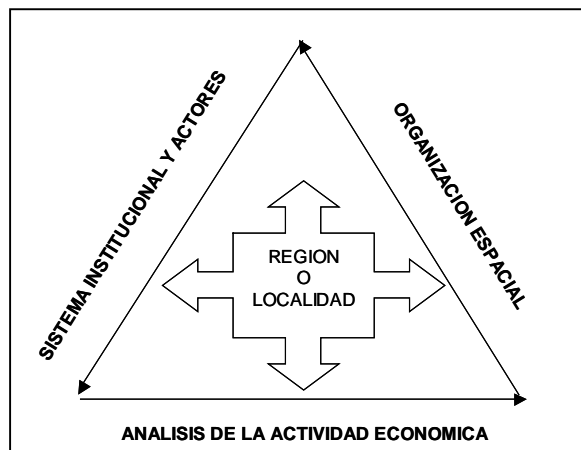 SISTEMA INSTITUCIONAL Y ACTORES
ORGANIZACION ESPACIAL
REGION
O
LOCALIDAD
ANALISIS DE LA ACTIVIDAD ECONOMICA